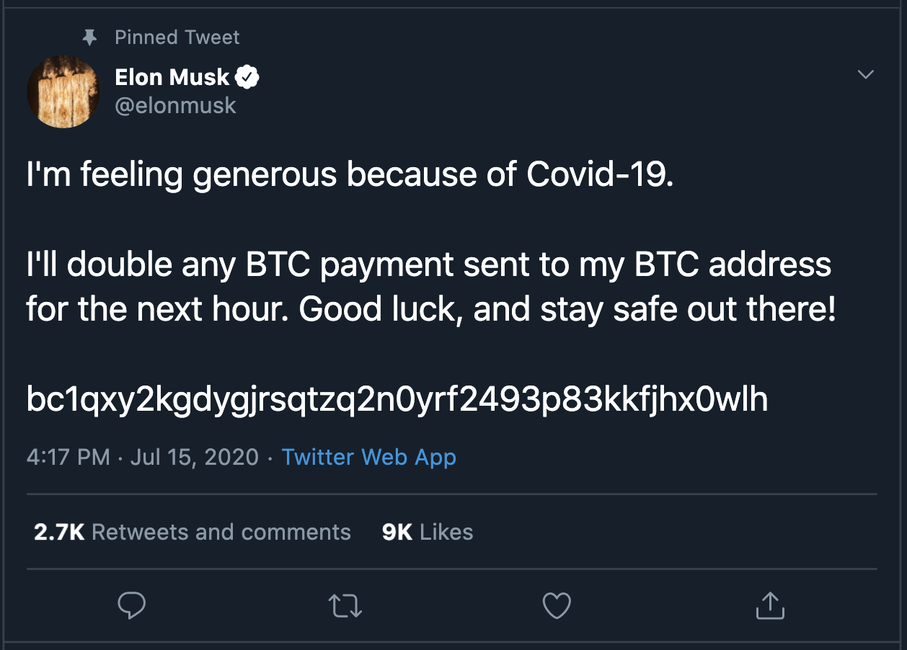 Pinned Tweet
Elon Musk
@elonmusk
I'm feeling generous because of Covid-19.
I'll double any BTC payment sent to my BTC address
for the next hour. Good luck, and stay safe out there!
bc1qxy2kgdygjrsqtzq2n0yrf2493p83kkfjhx0wlh
4:17 PM · Jul 15, 2020 · Twitter Web App
2.7K Retweets and comments 9K Likes